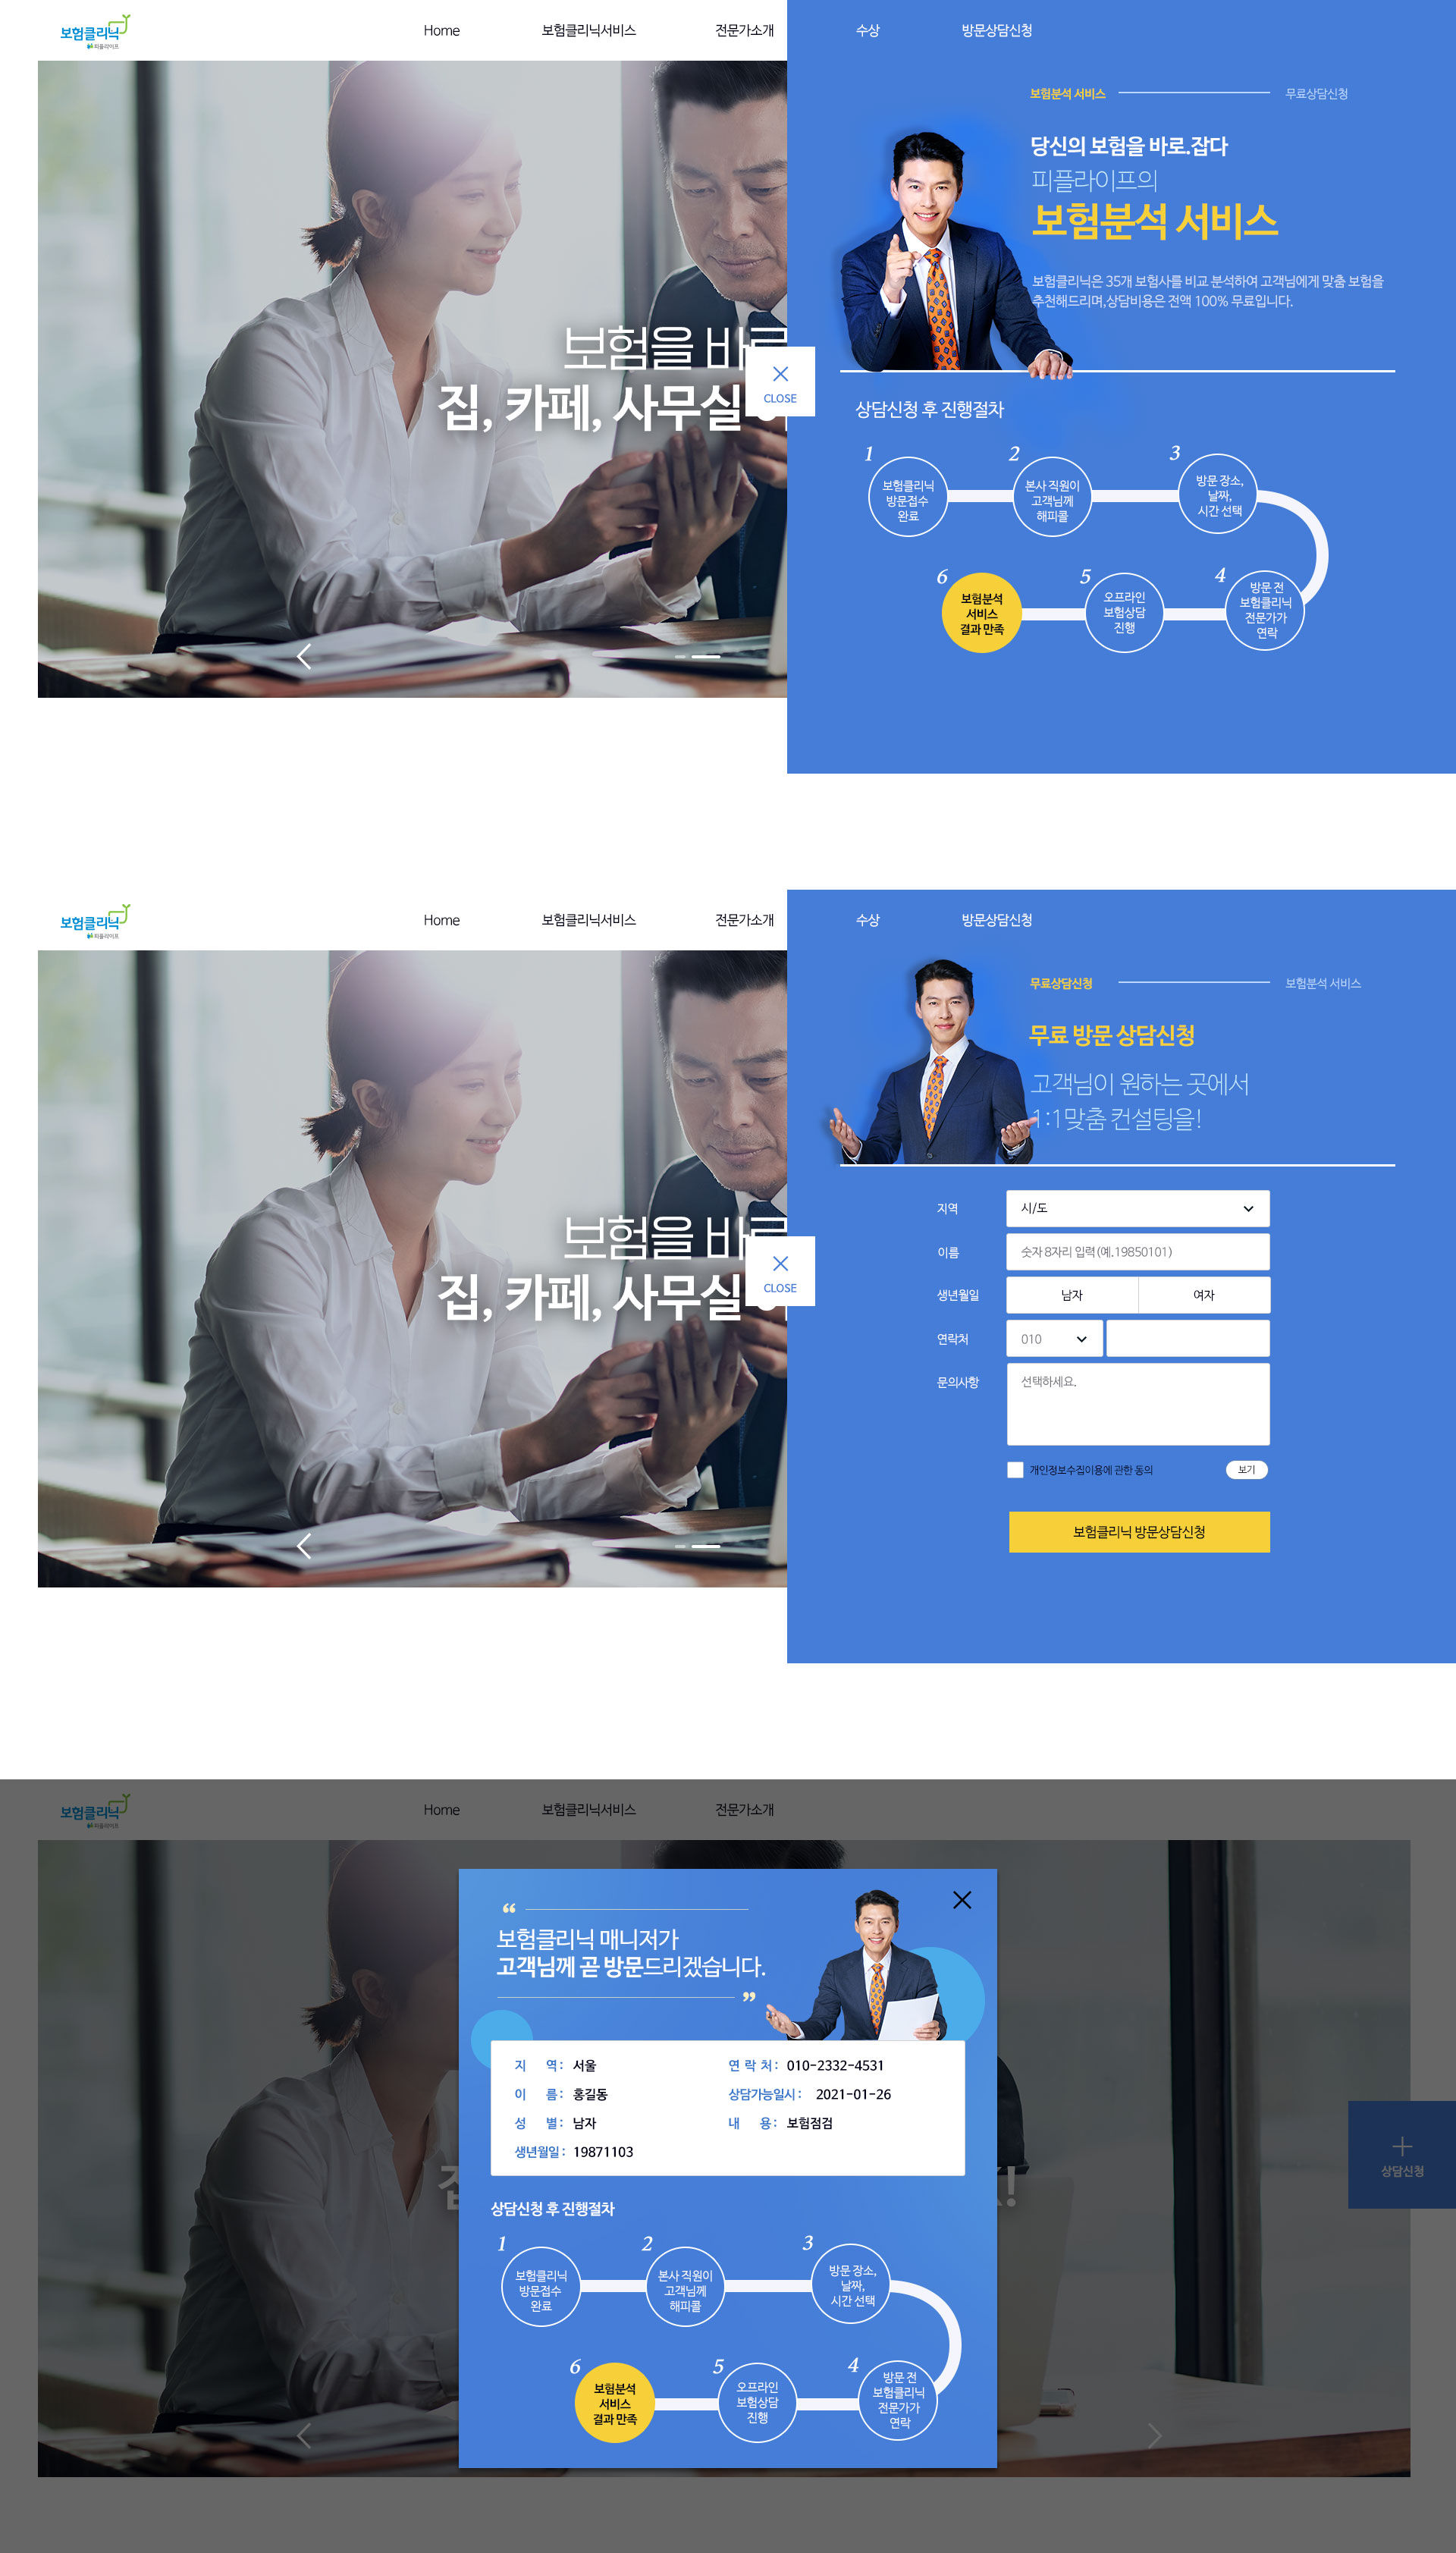 보험클리닉
피플라이프
Home
보험클리닉서비스
전문가소개
수상
방문상담신청
보험분석 서비스
무료상담신청
당신의 보험을 바로.잡다
피플라이프의
보험분석 서비스
보험클리닉은 35개 보험사를 비교 분석하여 고객님에게 맞춤 보험을
추천해드리며,상담비용은 전액 100% 무료입니다.
보험을
집, 카페, 사무실
CLOSE
상담신청 후 진행절차
1
보험클리닉
방문접수
완료
2
본사 직원이
고객님께
해피콜
3
방문 장소,
날짜,
시간 선택
4
방문 전
보험클리닉
전문가가
연락
5
오프라인
보험상담
진행
6
보험분석
서비스
결과 만족
보험클리닉
피플라이프
Home
보험클리닉서비스
전문가소개
수상
방문상담신청
무료상담신청
보험분석 서비스
무료 방문 상담신청
고객님이 원하는 곳에서
1:1맞춤 컨설팅을!
보험을
집, 카페, 사무실
CLOSE
지역
시/도
이름
숫자 8자리 입력(예.19850101)
생년월일
남자
여자
연락처
010
문의사항
선택하세요.
개인정보수집이용에 관한 동의
보기
보험클리닉 방문상담신청
보험클리닉
피플라이프
Home
보험클리닉서비스
전문가소개
“
보험클리닉 매니저가
고객님께 곧 방문드리겠습니다.
”
지 역 : 서울
연 락 처 : 010-2332-4531
이 름 : 홍길동
상담가능일시 : 2021-01-26
성 별 : 남자
내 용 : 보험점검
생년월일 : 19871103
!
상담신청
상담신청 후 진행절차
1
보험클리닉
방문접수
완료
2
본사 직원이
고객님께
해피콜
3
방문 장소,
날짜,
시간 선택
4
방문 전
보험클리닉
전문가가
연락
5
오프라인
보험상담
진행
6
보험분석
서비스
결과 만족